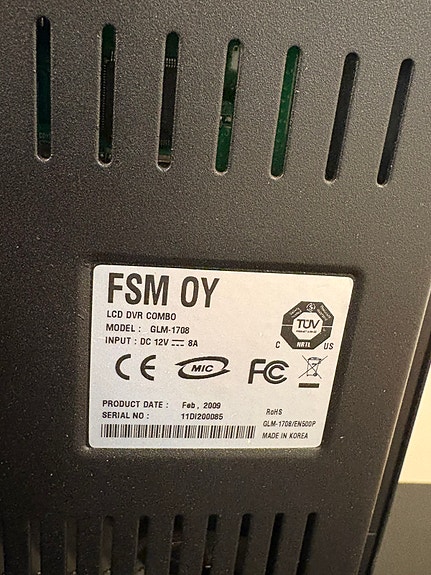 FSM OY
LCD DVR COMBO
MODEL : GLM-1708
INPUT : DC 12V ⎓ 8A
TÜV
C NRTL US
CE MIC FC
PRODUCT DATE : Feb, 2009
SERIAL NO : 11DI200085
RoHS
GLM-1708/EN500P
MADE IN KOREA